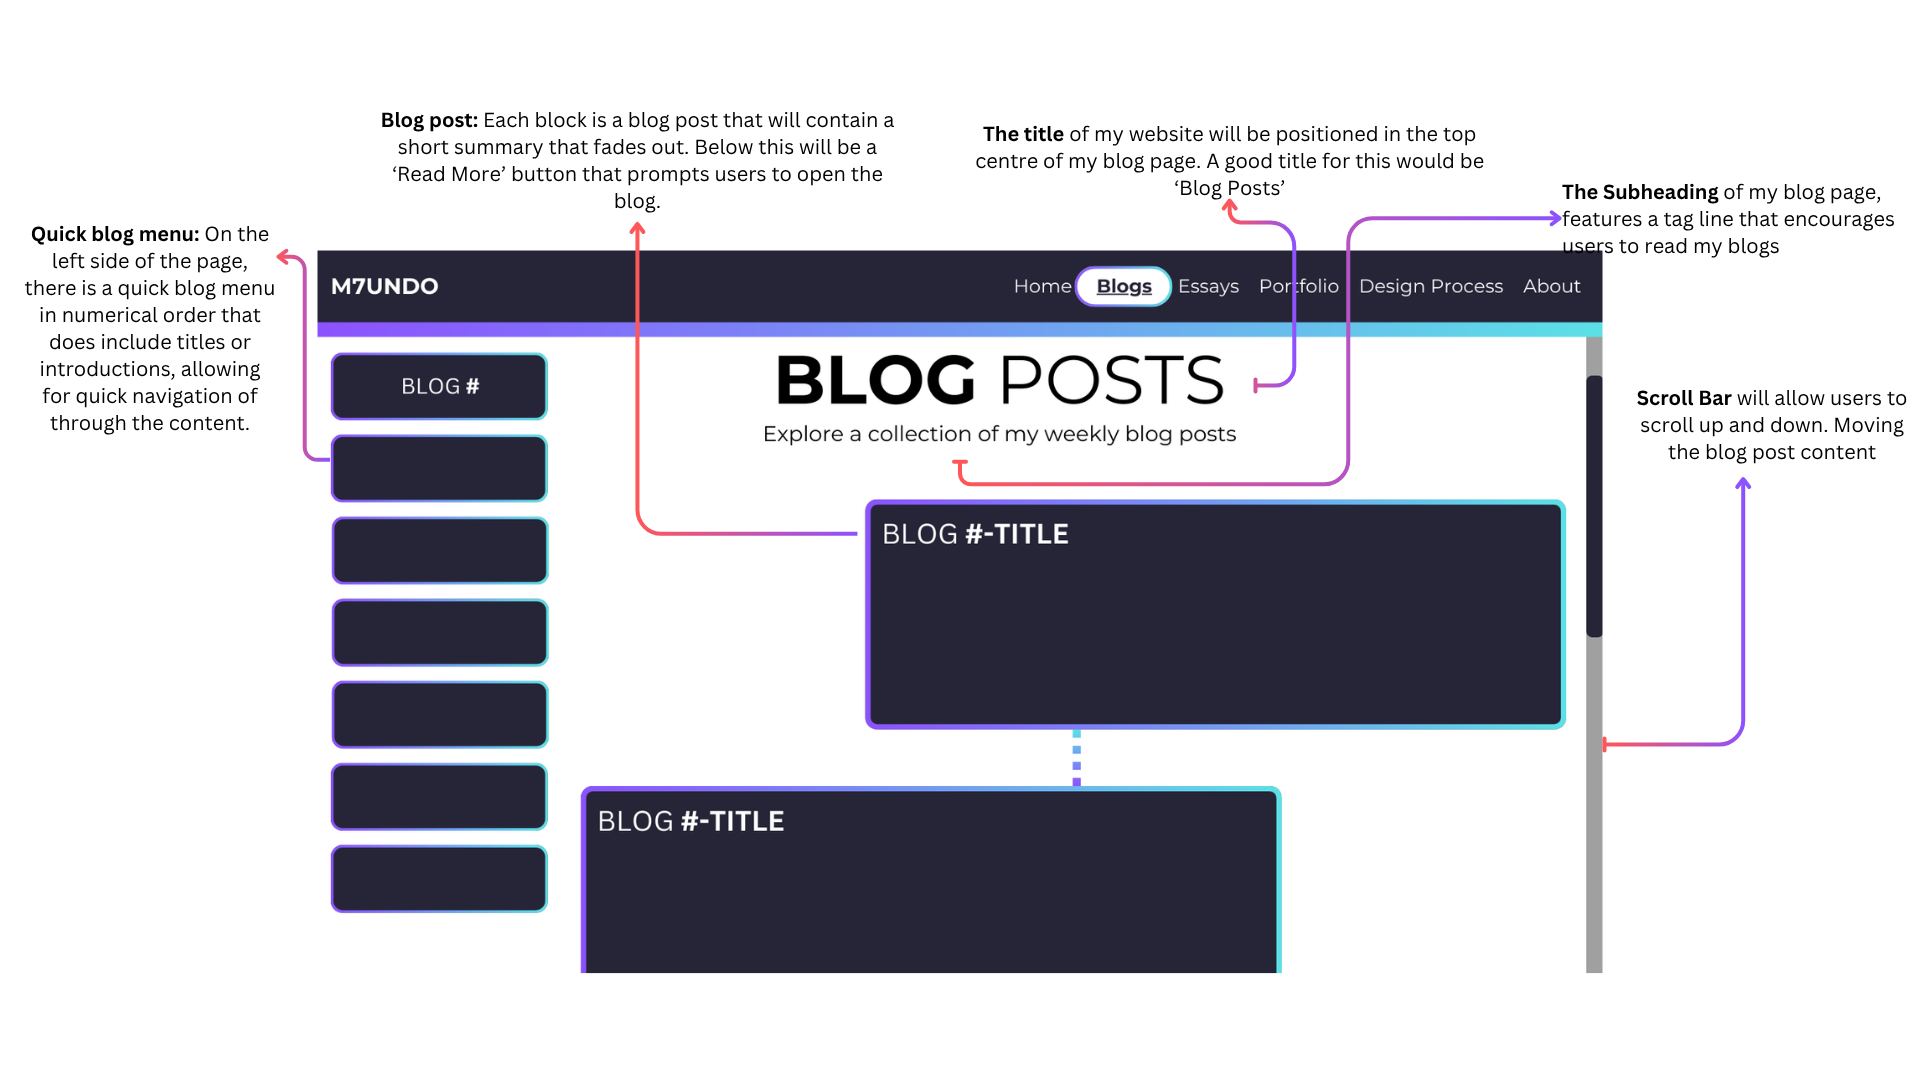 Blog post: Each block is a blog post that will contain a
short summary that fades out. Below this will be a
‘Read More’ button that prompts users to open the
blog.
The title of my website will be positioned in the top
centre of my blog page. A good title for this would be
‘Blog Posts’
The Subheading of my blog page,
features a tag line that encourages
users to read my blogs
Quick blog menu: On the
left side of the page,
there is a quick blog menu
in numerical order that
does include titles or
introductions, allowing
for quick navigation of
through the content.
M7UNDO
Home Blogs Essays Portfolio Design Process About
BLOG #
BLOG POSTS
Explore a collection of my weekly blog posts
Scroll Bar will allow users to
scroll up and down. Moving
the blog post content
BLOG #-TITLE
BLOG #-TITLE